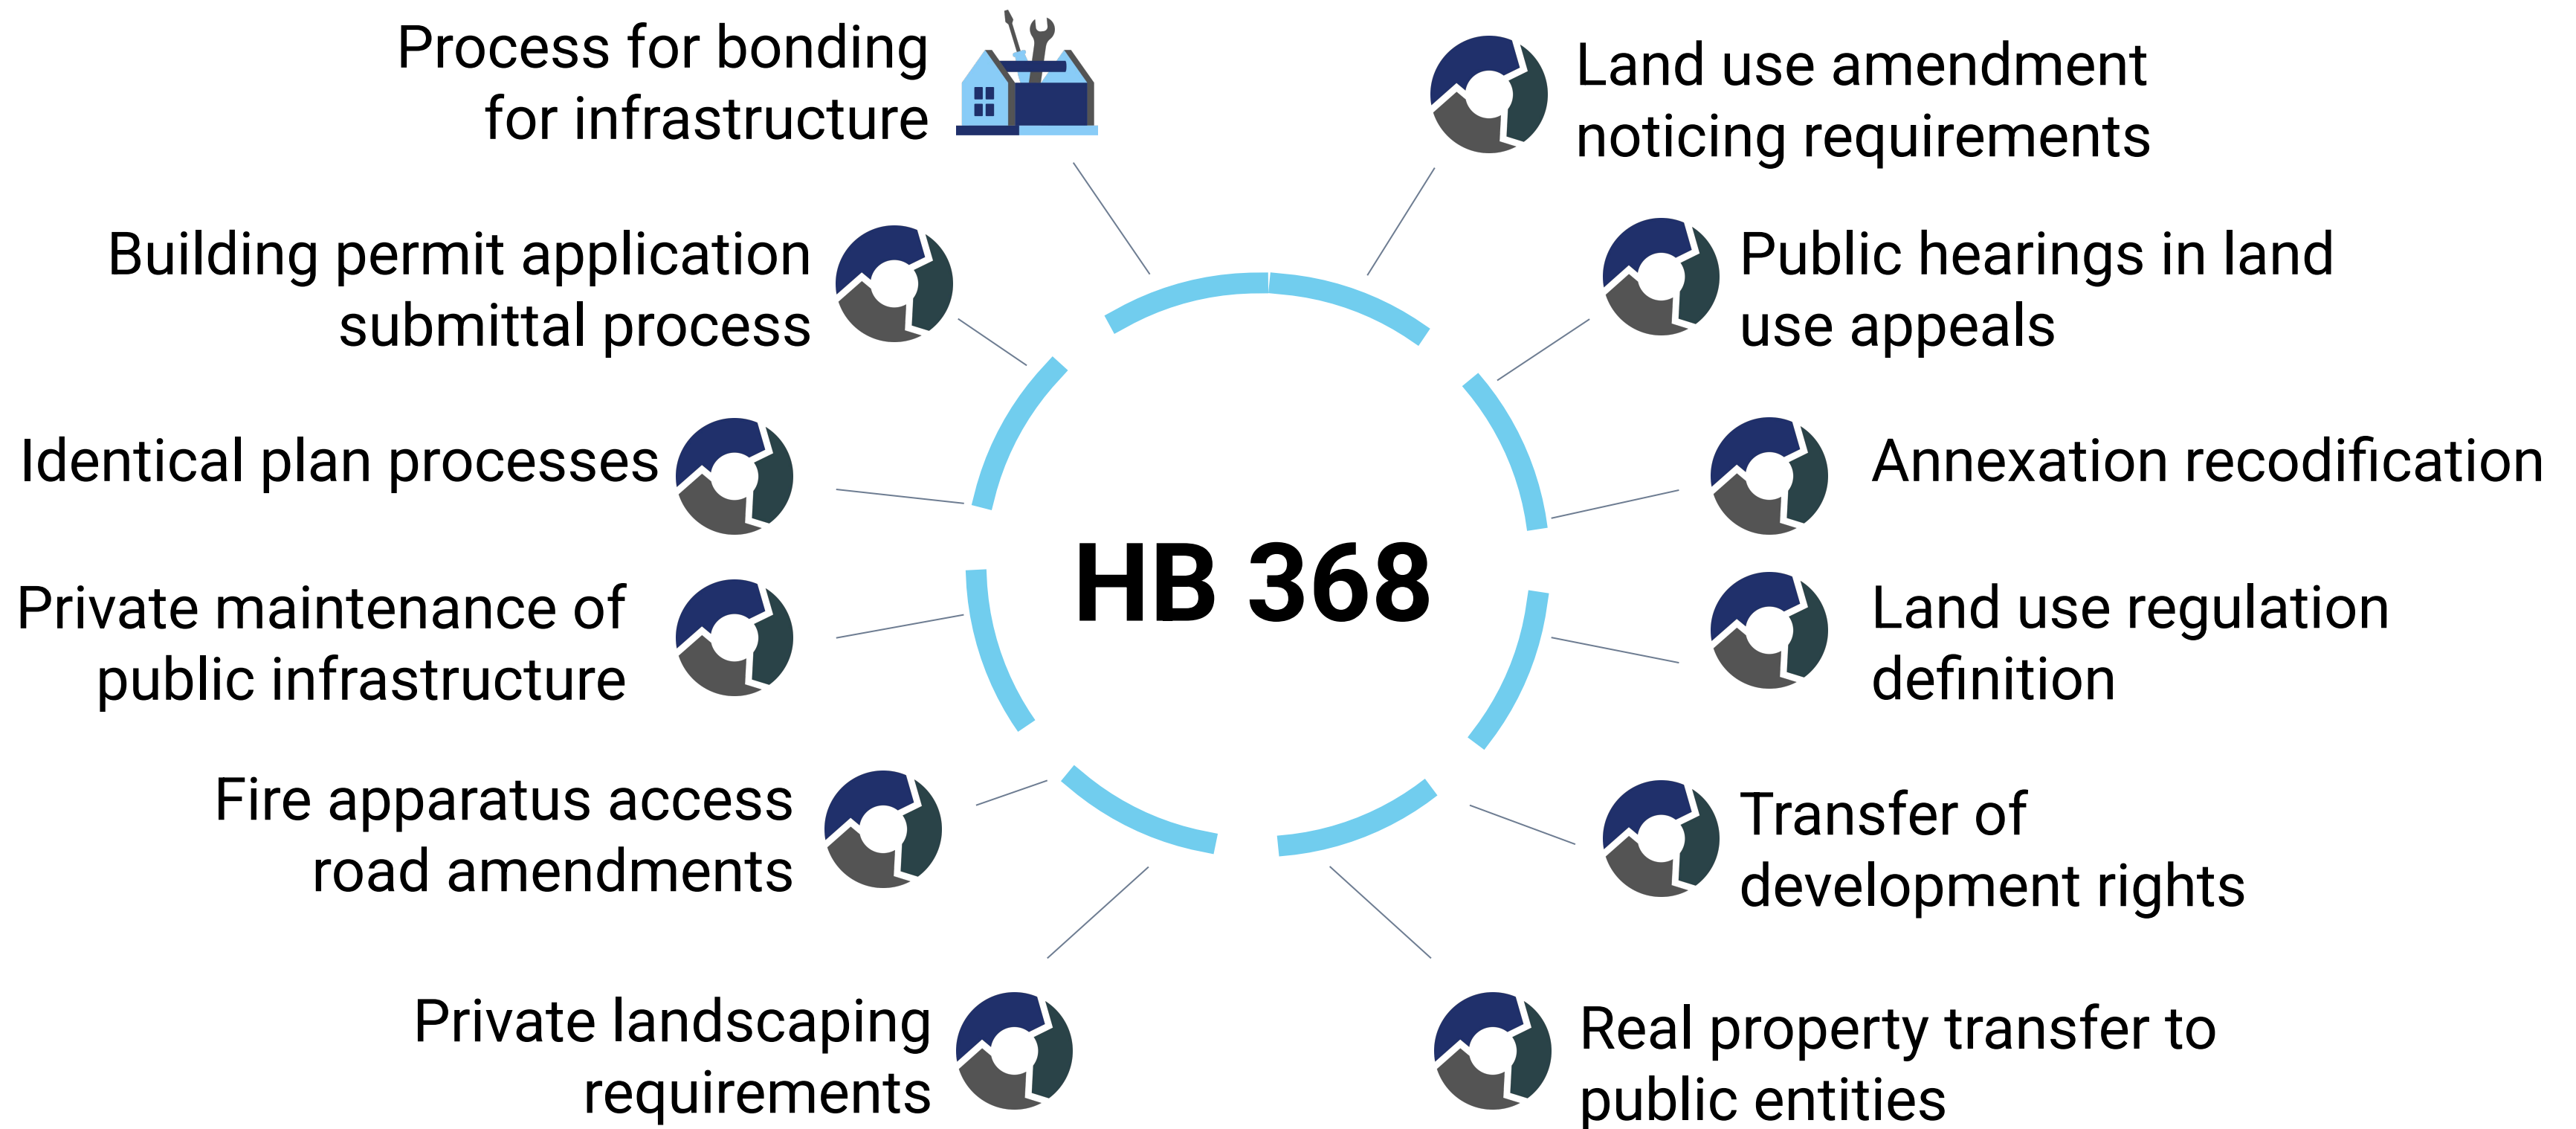 Process for bonding
for infrastructure
Building permit application
submittal process
Identical plan processes
Private maintenance of
public infrastructure
Fire apparatus access
road amendments
Private landscaping
requirements
HB 368
Land use amendment
noticing requirements
Public hearings in land
use appeals
Annexation recodification
Land use regulation
definition
Transfer of
development rights
Real property transfer to
public entities